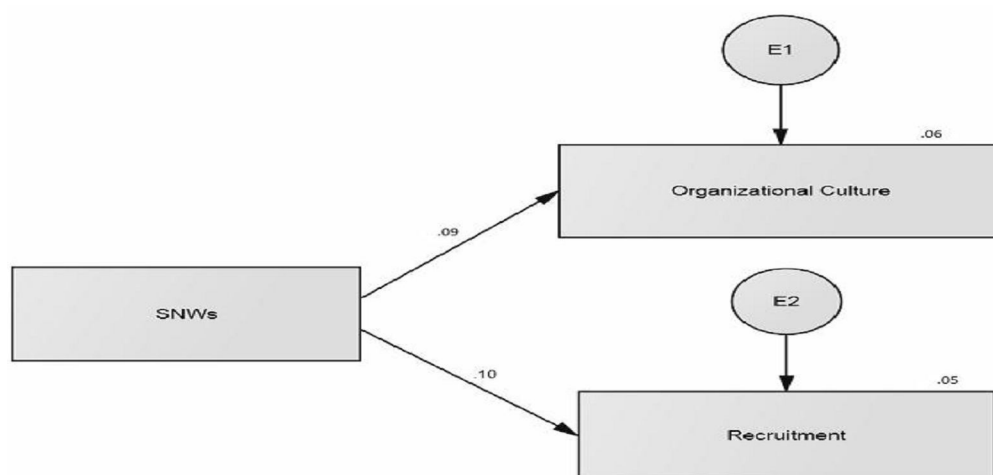 E1
.06
Organizational Culture
.09
SNWs
E2
.10
.05
Recruitment